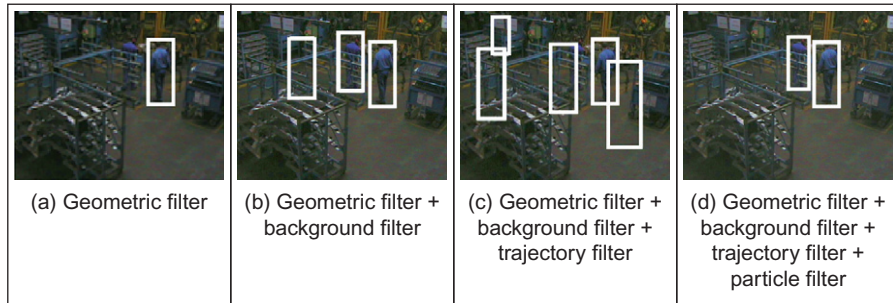 (a) Geometric filter
(b) Geometric filter +
background filter
(c) Geometric filter +
background filter +
trajectory filter
(d) Geometric filter +
background filter +
trajectory filter +
particle filter